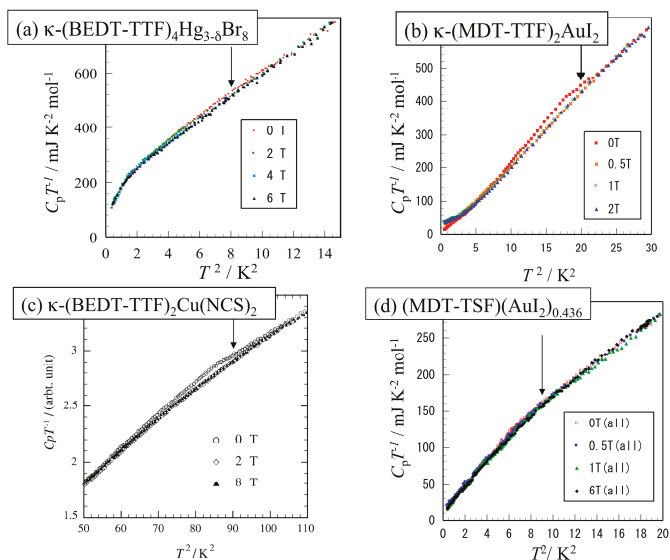 (a) κ-(BEDT-TTF)₄Hg₃₋δBr₈
CₚT⁻¹ / mJ K⁻² mol⁻¹
600
400
200
0
0 T
2 T
4 T
6 T
0 2 4 6 8 10 12 14
T² / K²
(b) κ-(MDT-TTF)₂AuI₂
CₚT⁻¹ / mJ K⁻² mol⁻¹
500
400
300
200
100
0
0T
0.5T
1T
2T
0 5 10 15 20 25 30
T² / K²
(c) κ-(BEDT-TTF)₂Cu(NCS)₂
CpT⁻¹ / (arbt. unit)
3
2.5
2
1.5
0 T
2 T
8 T
50 60 70 80 90 100 110
T² / K²
(d) (MDT-TSF)(AuI₂)₀.₄₃₆
CₚT⁻¹ / mJ K⁻² mol⁻¹
250
200
150
100
50
0
0T(all)
0.5T(all)
1T(all)
6T(all)
0 2 4 6 8 10 12 14 16 18 20
T²/ K²